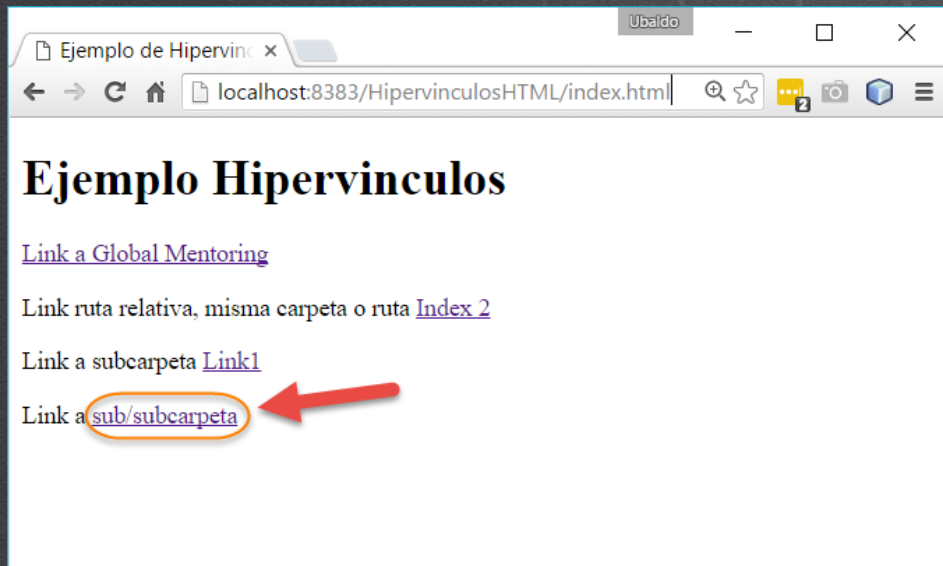 Ubaldo
Ejemplo de Hipervinc
localhost:8383/HipervinculosHTML/index.html
2
Ejemplo Hipervinculos
Link a Global Mentoring
Link ruta relativa, misma carpeta o ruta Index 2
Link a subcarpeta Link1
Link a sub/subcarpeta